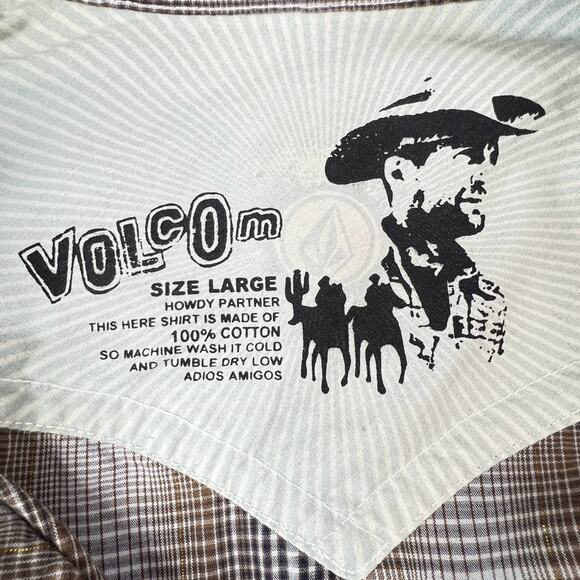 VOLCOm
SIZE LARGE
HOWDY PARTNER
THIS HERE SHIRT IS MADE OF
100% COTTON
SO MACHINE WASH IT COLD
AND TUMBLE DRY LOW
ADIOS AMIGOS